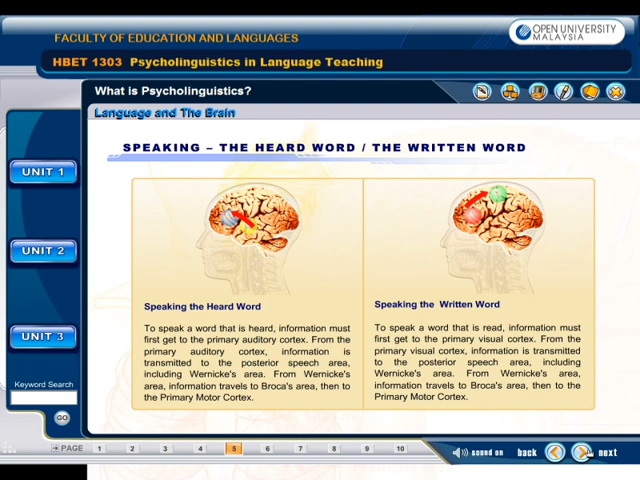 OPEN UNIVERSITY
MALAYSIA
FACULTY OF EDUCATION AND LANGUAGES
HBET 1303 Psycholinguistics in Language Teaching
What is Psycholinguistics?
Language and The Brain
SPEAKING – THE HEARD WORD / THE WRITTEN WORD
UNIT 1
UNIT 2
UNIT 3
Keyword Search
GO
Speaking the Heard Word
To speak a word that is heard, information must
first get to the primary auditory cortex. From the
primary auditory cortex, information is
transmitted to the posterior speech area,
including Wernicke's area. From Wernicke's
area, information travels to Broca's area, then to
the Primary Motor Cortex.
Speaking the Written Word
To speak a word that is read, information must
first get to the primary visual cortex. From the
primary visual cortex, information is transmitted
to the posterior speech area, including
Wernicke's area. From Wernicke's area,
information travels to Broca's area, then to the
Primary Motor Cortex.
PAGE 1 2 3 4 5 6 7 8 9 10
sound on back next